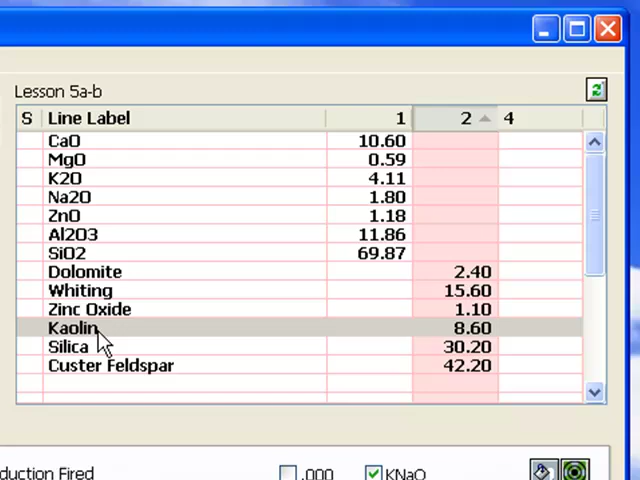 Lesson 5a-b
S Line Label 1 2 4
CaO 10.60
MgO 0.59
K2O 4.11
Na2O 1.80
ZnO 1.18
Al2O3 11.86
SiO2 69.87
Dolomite 2.40
Whiting 15.60
Zinc Oxide 1.10
Kaolin 8.60
Silica 30.20
Custer Feldspar 42.20
duction Fired .000 KNaO